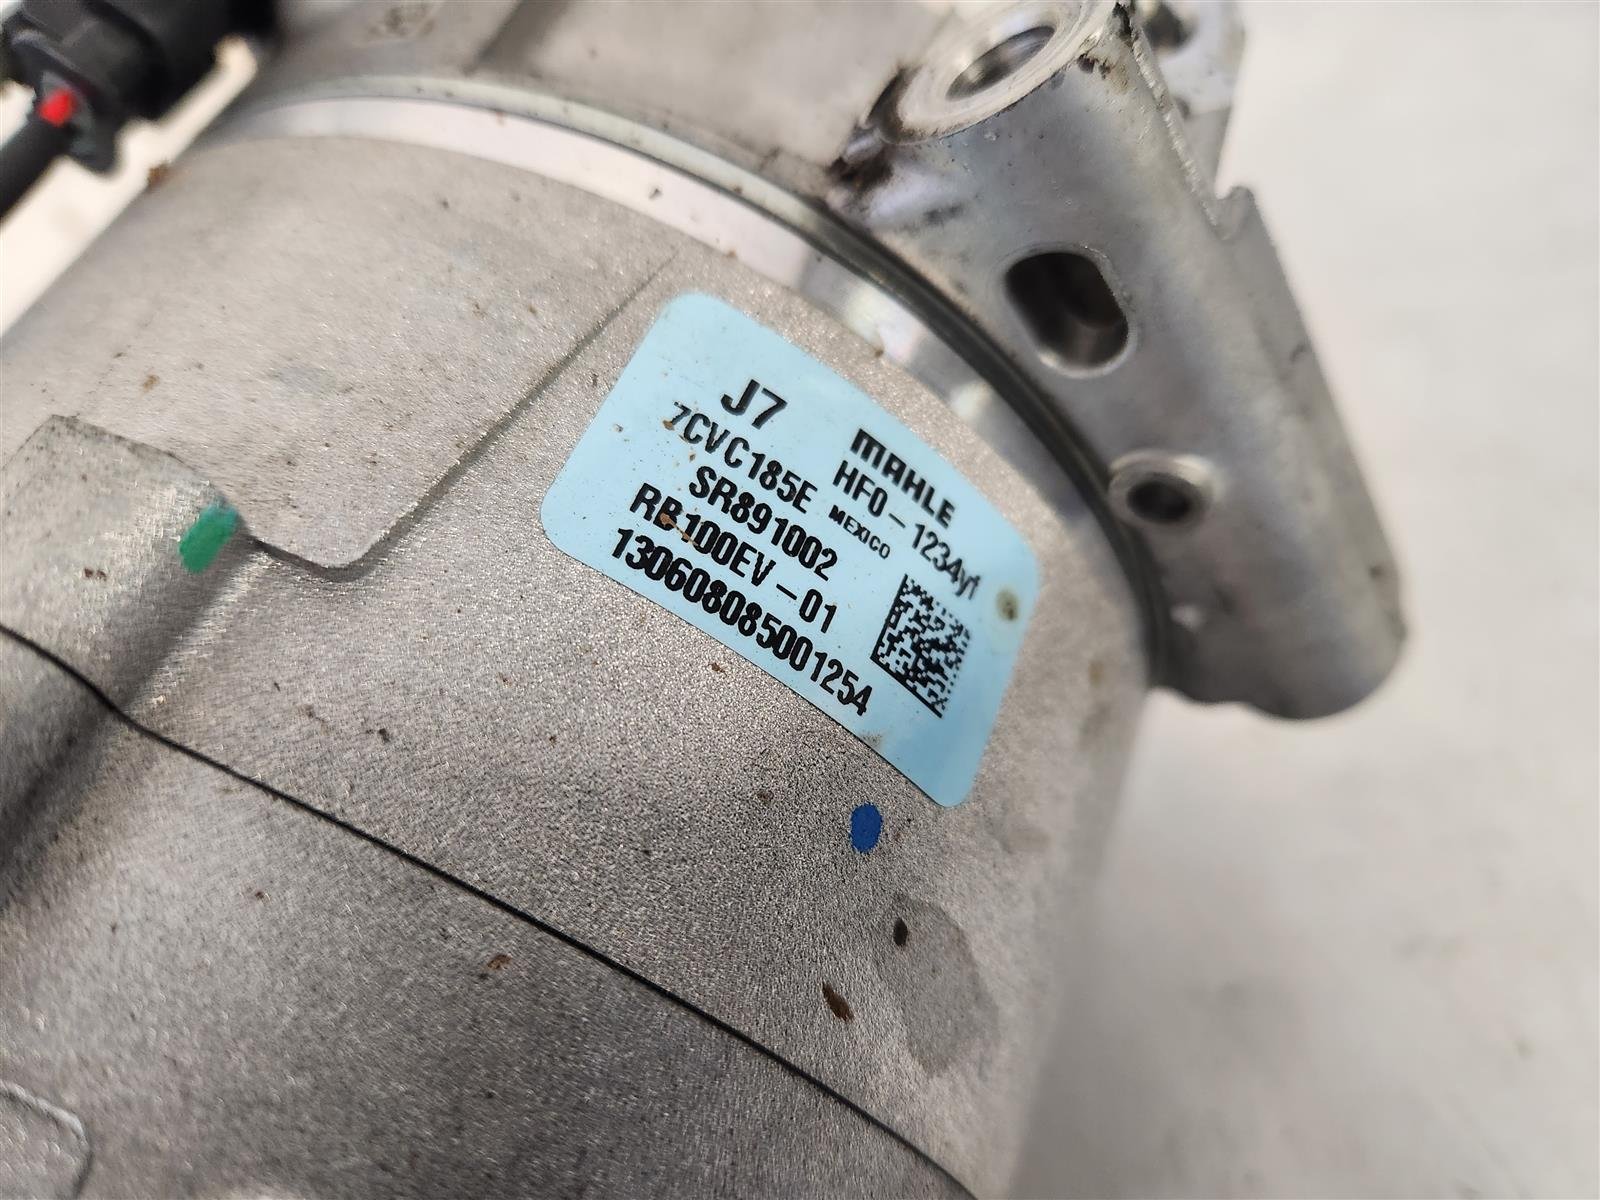 J7
MAHLE
7CVC185E HFO-1234yf
SR891002 MEXICO
RB100EV-01
130608085001254